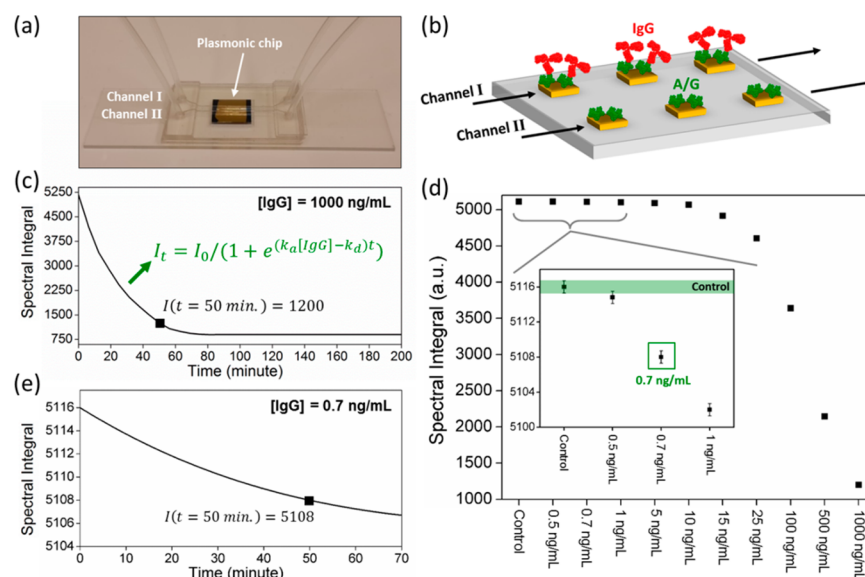 (a)
Plasmonic chip
Channel I
Channel II
(b)
IgG
A/G
Channel I
Channel II
(c)
[IgG] = 1000 ng/mL
I_t = I_0/(1 + e^{(k_a[IgG]−k_d)t})
I(t = 50 min.) = 1200
Spectral Integral
5250
4500
3750
3000
2250
1500
750
0 20 40 60 80 100 120 140 160 180 200
Time (minute)
(d)
Spectral Integral (a.u.)
5000
4500
4000
3500
3000
2500
2000
1500
1000
Control
0.7 ng/mL
5116
5112
5108
5104
5100
Control
0.5 ng/mL
0.7 ng/mL
1 ng/mL
Control
0.5 ng/mL
0.7 ng/mL
1 ng/mL
5 ng/mL
10 ng/mL
15 ng/mL
25 ng/mL
100 ng/mL
500 ng/mL
1000 ng/mL
(e)
[IgG] = 0.7 ng/mL
I(t = 50 min.) = 5108
Spectral Integral
5116
5114
5111
5108
5106
5104
0 10 20 30 40 50 60 70
Time (minute)